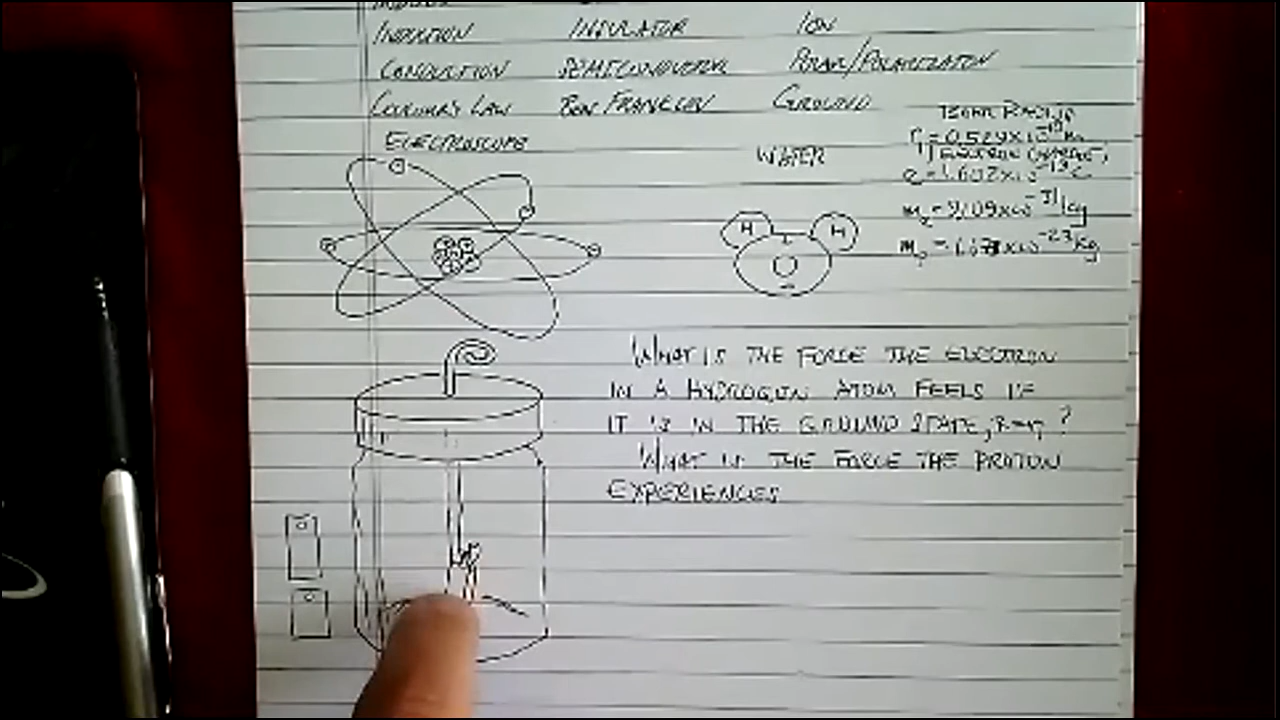 INDUCTION INSULATOR ION
CONDUCTION SEMICONDUCTOR POLAR/POLARIZATION
COULOMB'S LAW BEN FRANKLIN GROUND
ELECTROSCOPE
WATER
BOHR RADIUS
ELECTRON CHARGE
H H
O
WHAT IS THE FORCE THE ELECTRON
IN A HYDROGEN ATOM FEELS IF
IT IS IN THE GROUND STATE, R=r₁?
WHAT IS THE FORCE THE PROTON
EXPERIENCES